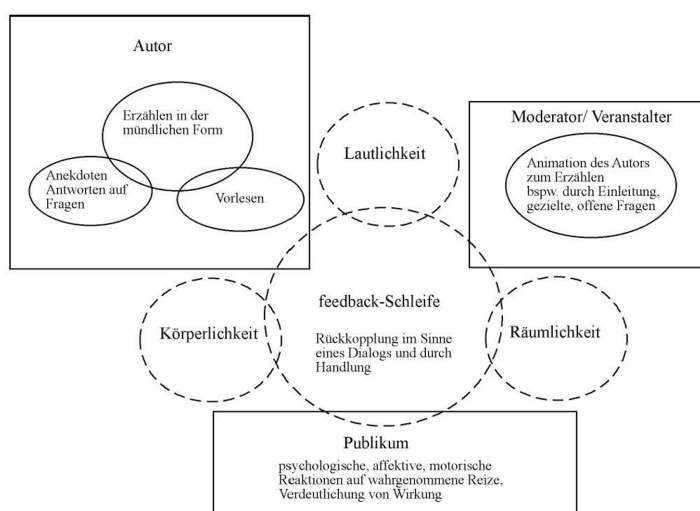 Autor
Erzählen in der
mündlichen Form
Anekdoten
Antworten auf
Fragen
Vorlesen
Lautlichkeit
Moderator/ Veranstalter
Animation des Autors
zum Erzählen
bspw. durch Einleitung,
gezielte, offene Fragen
feedback-Schleife
Rückkopplung im Sinne
eines Dialogs und durch
Handlung
Körperlichkeit
Räumlichkeit
Publikum
psychologische, affektive, motorische
Reaktionen auf wahrgenommene Reize,
Verdeutlichung von Wirkung